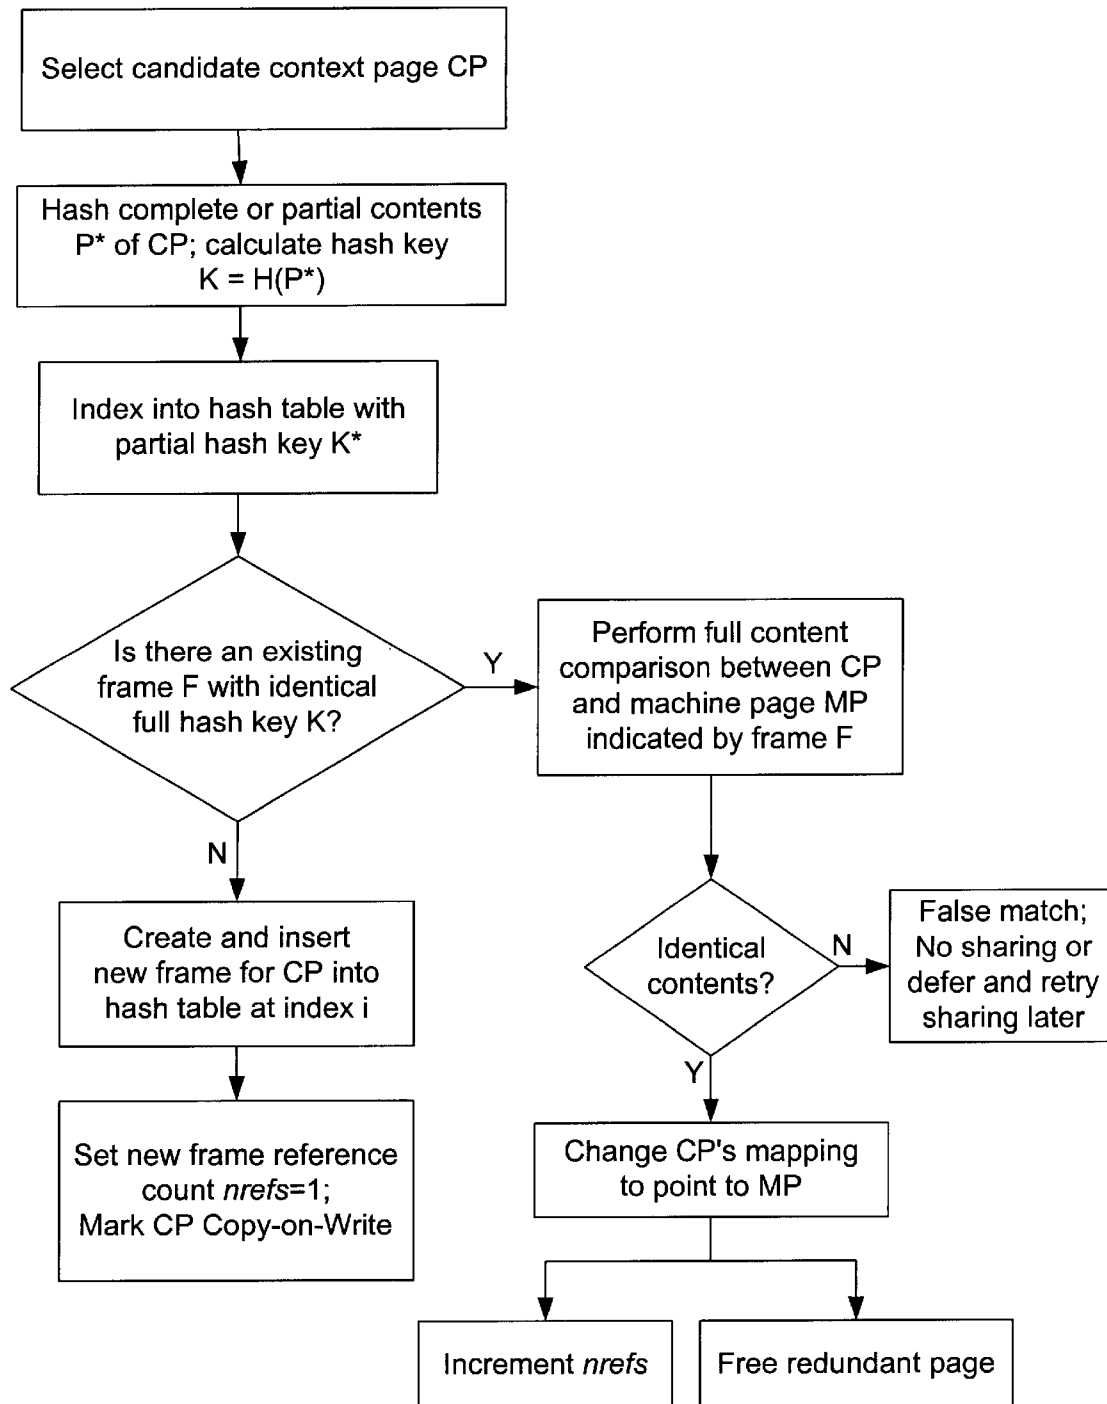 Select candidate context page CP
Hash complete or partial contents
P* of CP; calculate hash key
K = H(P*)
Index into hash table with
partial hash key K*
Is there an existing
frame F with identical
full hash key K?
Y
Perform full content
comparison between CP
and machine page MP
indicated by frame F
N
Create and insert
new frame for CP into
hash table at index i
Set new frame reference
count nrefs=1;
Mark CP Copy-on-Write
Identical
contents?
N
False match;
No sharing or
defer and retry
sharing later
Y
Change CP's mapping
to point to MP
Increment nrefs
Free redundant page